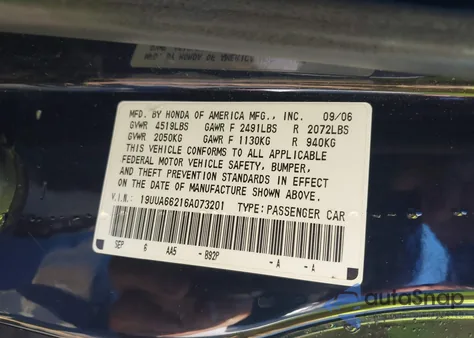 MFD. BY HONDA OF AMERICA MFG., INC. 09/06
GVWR 4519LBS GAWR F 2491LBS R 2072LBS
GVWR 2050KG GAWR F 1130KG R 940KG
THIS VEHICLE CONFORMS TO ALL APPLICABLE
FEDERAL MOTOR VEHICLE SAFETY, BUMPER,
AND THEFT PREVENTION STANDARDS IN EFFECT
ON THE DATE OF MANUFACTURE SHOWN ABOVE.
V.I.N: 19UUA66216A073201 TYPE:PASSENGER CAR
SEP 6 AA5 - B92P -A -A
autoSnap